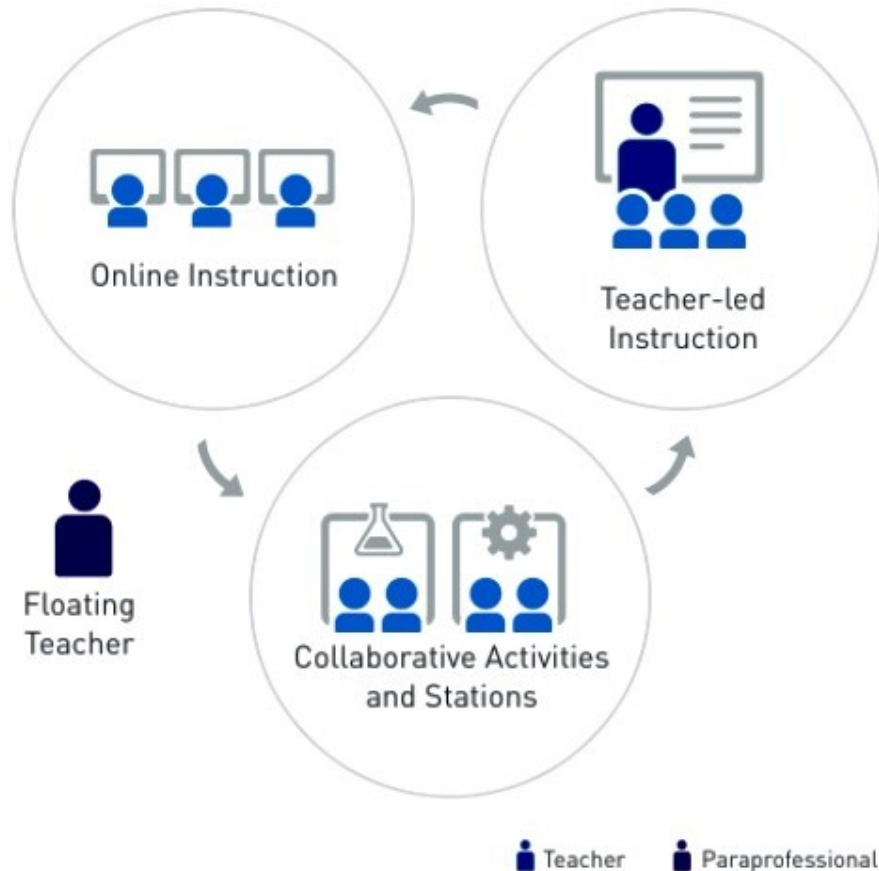 Online Instruction
Teacher-led
Instruction
Floating
Teacher
Collaborative Activities
and Stations
Teacher
Paraprofessional